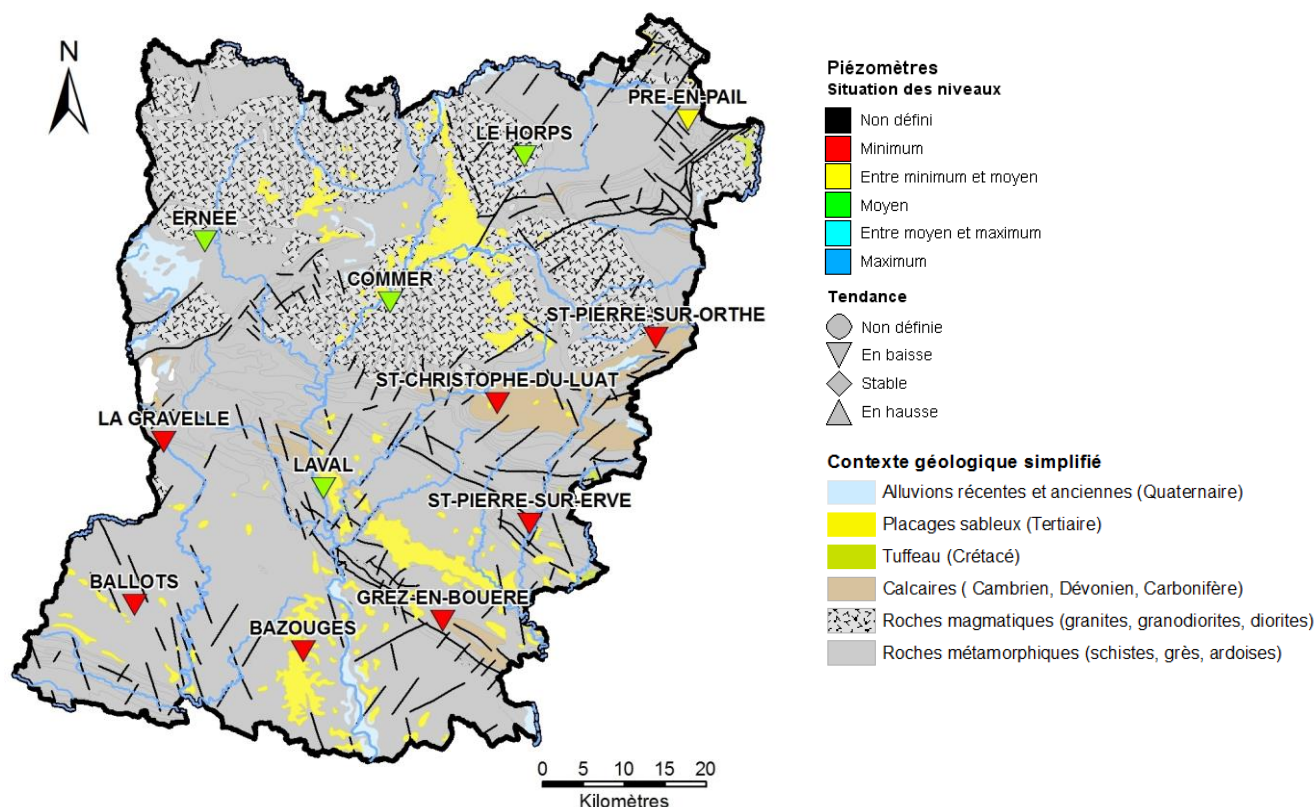 N
PRE-EN-PAIL
LE HORPS
ERNEE
COMMER
ST-PIERRE-SUR-ORTHE
ST-CHRISTOPHE-DU-LUAT
LA GRAVELLE
LAVAL
ST-PIERRE-SUR-ERVE
BALLOTS
GREZ-EN-BOUERE
BAZOUGES
0 5 10 15 20
Kilomètres
Piézomètres
Situation des niveaux
Non défini
Minimum
Entre minimum et moyen
Moyen
Entre moyen et maximum
Maximum
Tendance
Non définie
En baisse
Stable
En hausse
Contexte géologique simplifié
Alluvions récentes et anciennes (Quaternaire)
Placages sableux (Tertiaire)
Tuffeau (Crétacé)
Calcaires ( Cambrien, Dévonien, Carbonifère)
Roches magmatiques (granites, granodiorites, diorites)
Roches métamorphiques (schistes, grès, ardoises)